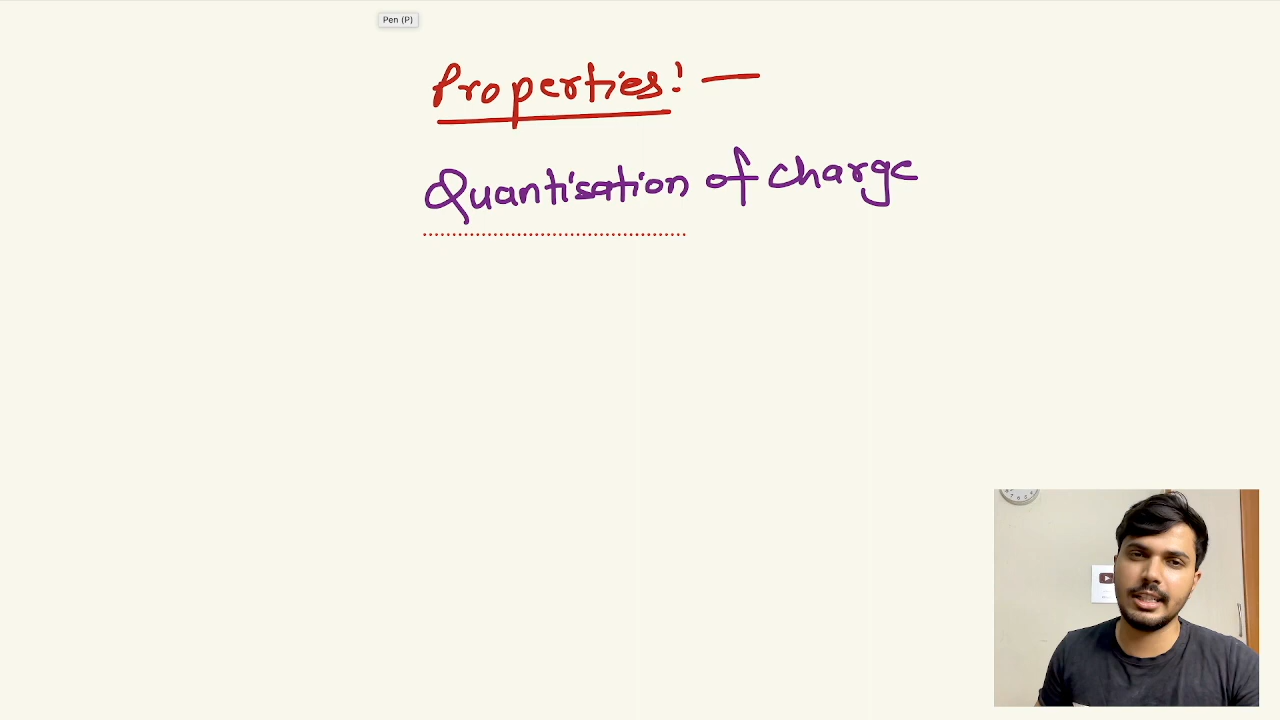 Pen (P)
Properties: —
Quantisation of charge